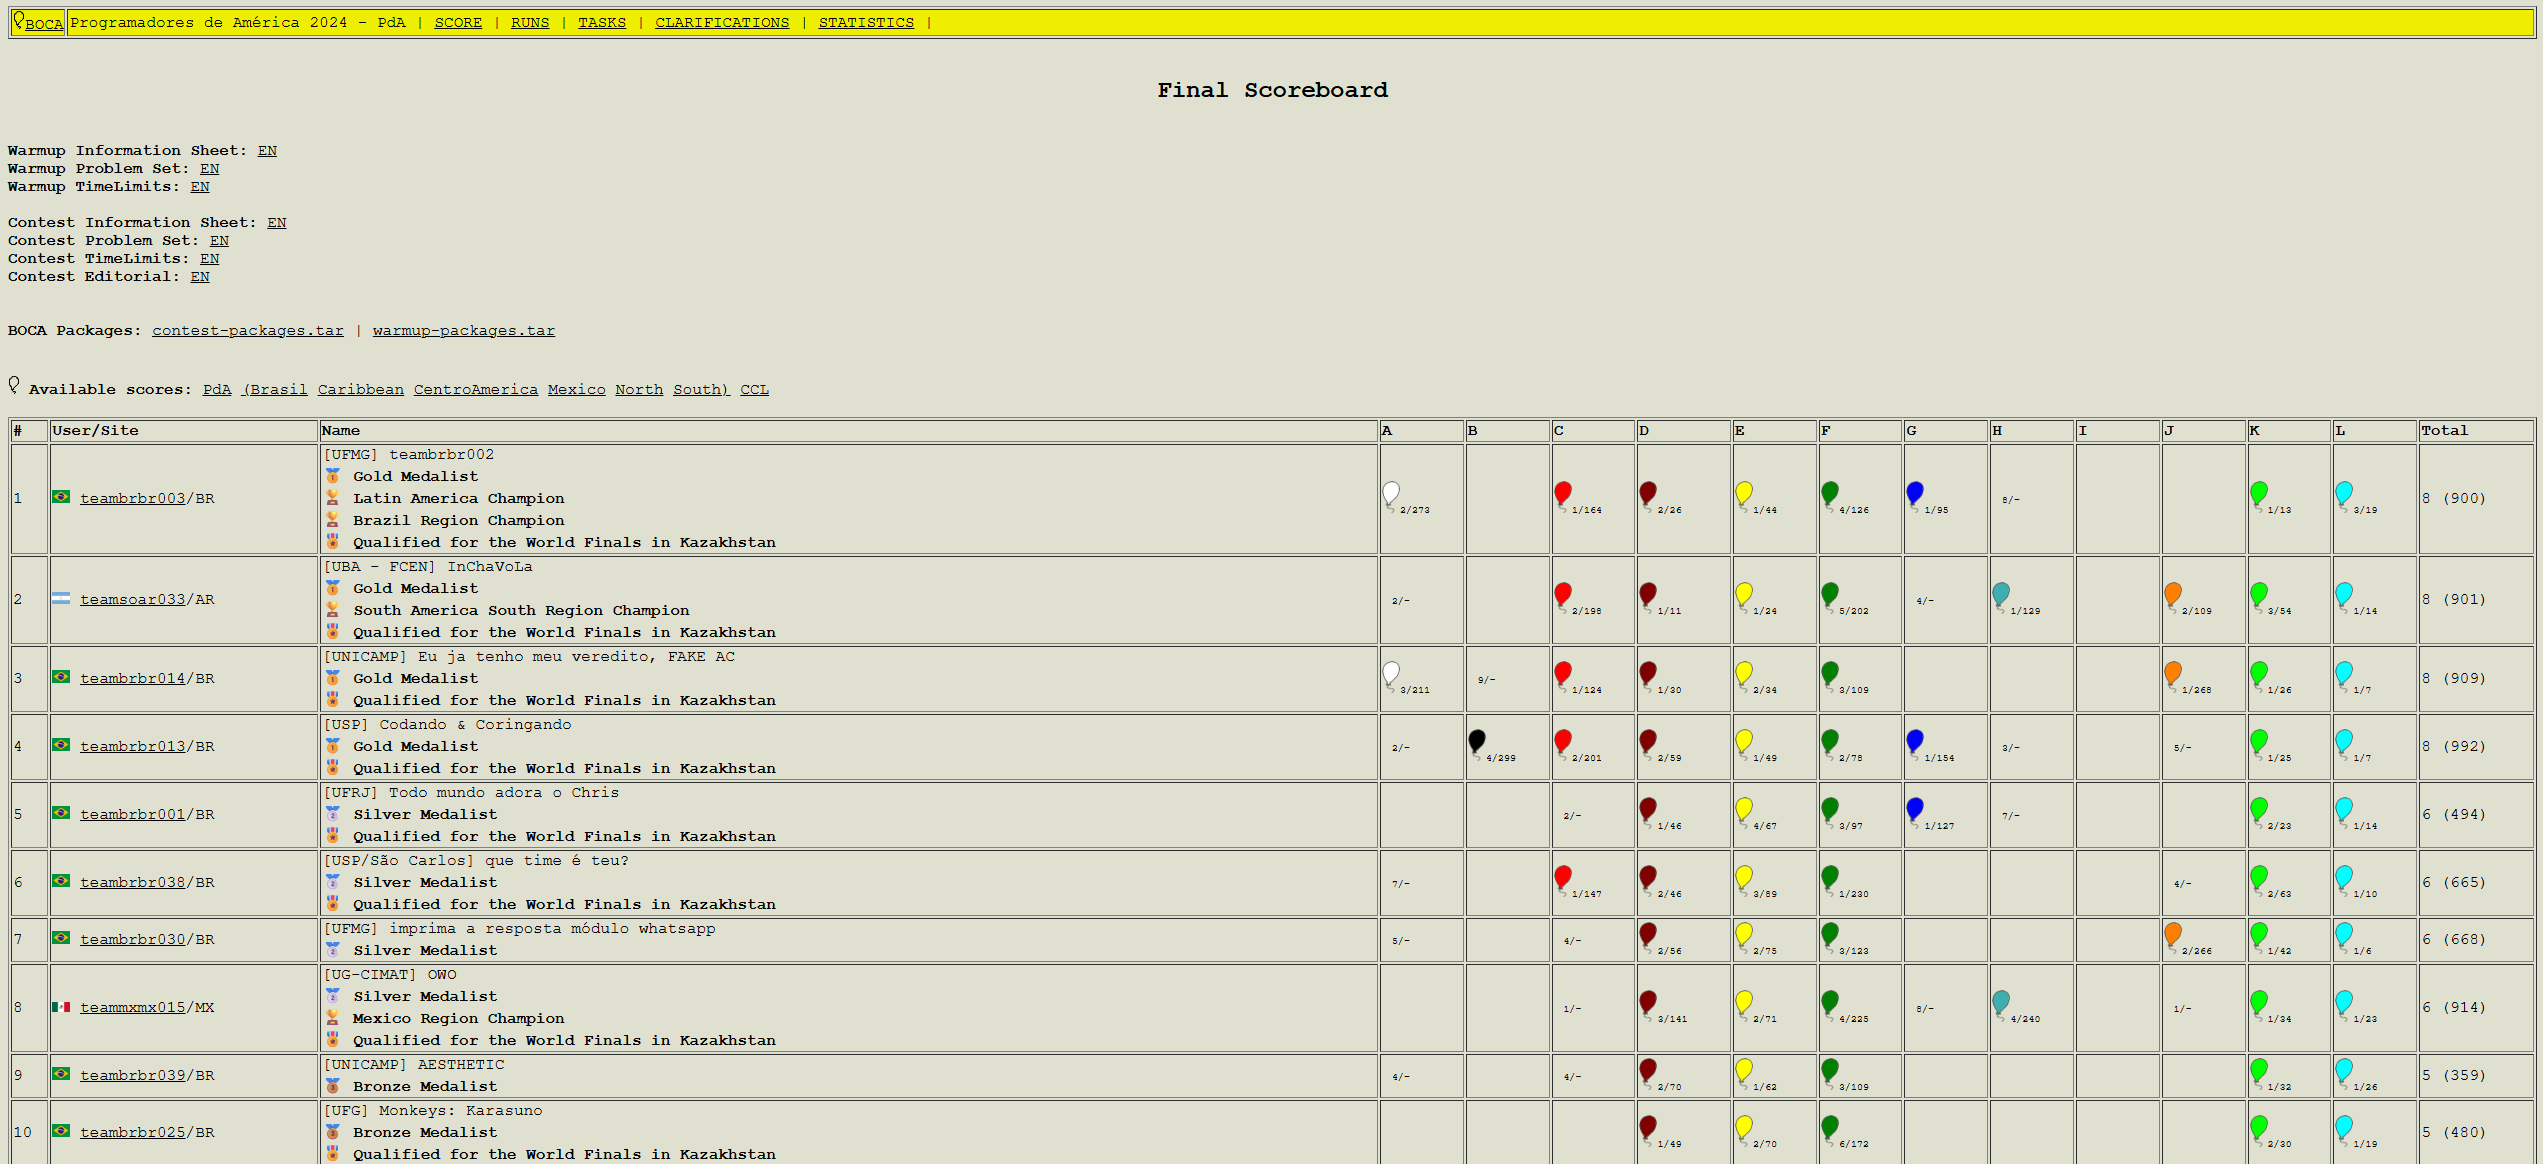 BOCA Programadores de América 2024 - PdA | SCORE | RUNS | TASKS | CLARIFICATIONS | STATISTICS |
Final Scoreboard
Warmup Information Sheet: EN
Warmup Problem Set: EN
Warmup TimeLimits: EN
Contest Information Sheet: EN
Contest Problem Set: EN
Contest TimeLimits: EN
Contest Editorial: EN
BOCA Packages: contest-packages.tar | warmup-packages.tar
Available scores: PdA (Brasil Caribbean CentroAmerica Mexico North South) CCL
# User/Site Name A B C D E F G H I J K L Total
[UFMG] teambrbr002
Gold Medalist
1 teambrbr003/BR Latin America Champion 2/273 1/164 2/26 1/44 4/126 1/95 8/- 1/13 3/19 8 (900)
Brazil Region Champion
Qualified for the World Finals in Kazakhstan
[UBA - FCEN] InChaVoLa
Gold Medalist
2 teamsoar033/AR South America South Region Champion 2/- 2/198 1/11 1/24 5/202 4/- 1/129 2/109 3/54 1/14 8 (901)
Qualified for the World Finals in Kazakhstan
[UNICAMP] Eu ja tenho meu veredito, FAKE AC
3 teambrbr014/BR Gold Medalist 3/211 9/- 1/124 1/30 2/34 3/109 1/268 1/26 1/7 8 (909)
Qualified for the World Finals in Kazakhstan
[USP] Codando & Coringando
4 teambrbr013/BR Gold Medalist 2/- 4/299 2/201 2/59 1/49 2/78 1/154 3/- 5/- 1/25 1/7 8 (992)
Qualified for the World Finals in Kazakhstan
[UFRJ] Todo mundo adora o Chris
5 teambrbr001/BR Silver Medalist 2/- 1/46 4/67 3/97 1/127 7/- 2/23 1/14 6 (494)
Qualified for the World Finals in Kazakhstan
[USP/São Carlos] que time é teu?
6 teambrbr038/BR Silver Medalist 7/- 1/147 2/46 3/89 1/230 4/- 2/63 1/10 6 (665)
Qualified for the World Finals in Kazakhstan
[UFMG] imprima a resposta módulo whatsapp
7 teambrbr030/BR Silver Medalist 5/- 4/- 2/56 2/75 3/123 2/266 1/42 1/6 6 (668)
[UG-CIMAT] OWO
Silver Medalist
8 teammxmx015/MX Mexico Region Champion 1/- 3/141 2/71 4/225 8/- 4/240 1/- 1/34 1/23 6 (914)
Qualified for the World Finals in Kazakhstan
[UNICAMP] AESTHETIC
9 teambrbr039/BR Bronze Medalist 4/- 4/- 2/70 1/62 3/109 1/32 1/26 5 (359)
[UFG] Monkeys: Karasuno
10 teambrbr025/BR Bronze Medalist 1/49 2/70 6/172 2/30 1/19 5 (480)
Qualified for the World Finals in Kazakhstan